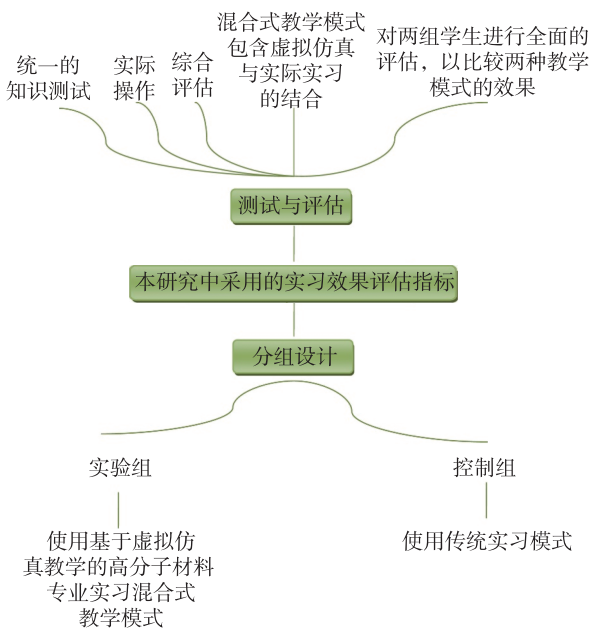 统一的
知识测试
实际
操作
综合
评估
混合式教学模式
包含虚拟仿真
与实际实习
的结合
对两组学生进行全面的
评估，以比较两种教学
模式的效果
测试与评估
本研究中采用的实习效果评估指标
分组设计
实验组
控制组
使用基于虚拟仿
真教学的高分子材料
专业实习混合式
教学模式
使用传统实习模式